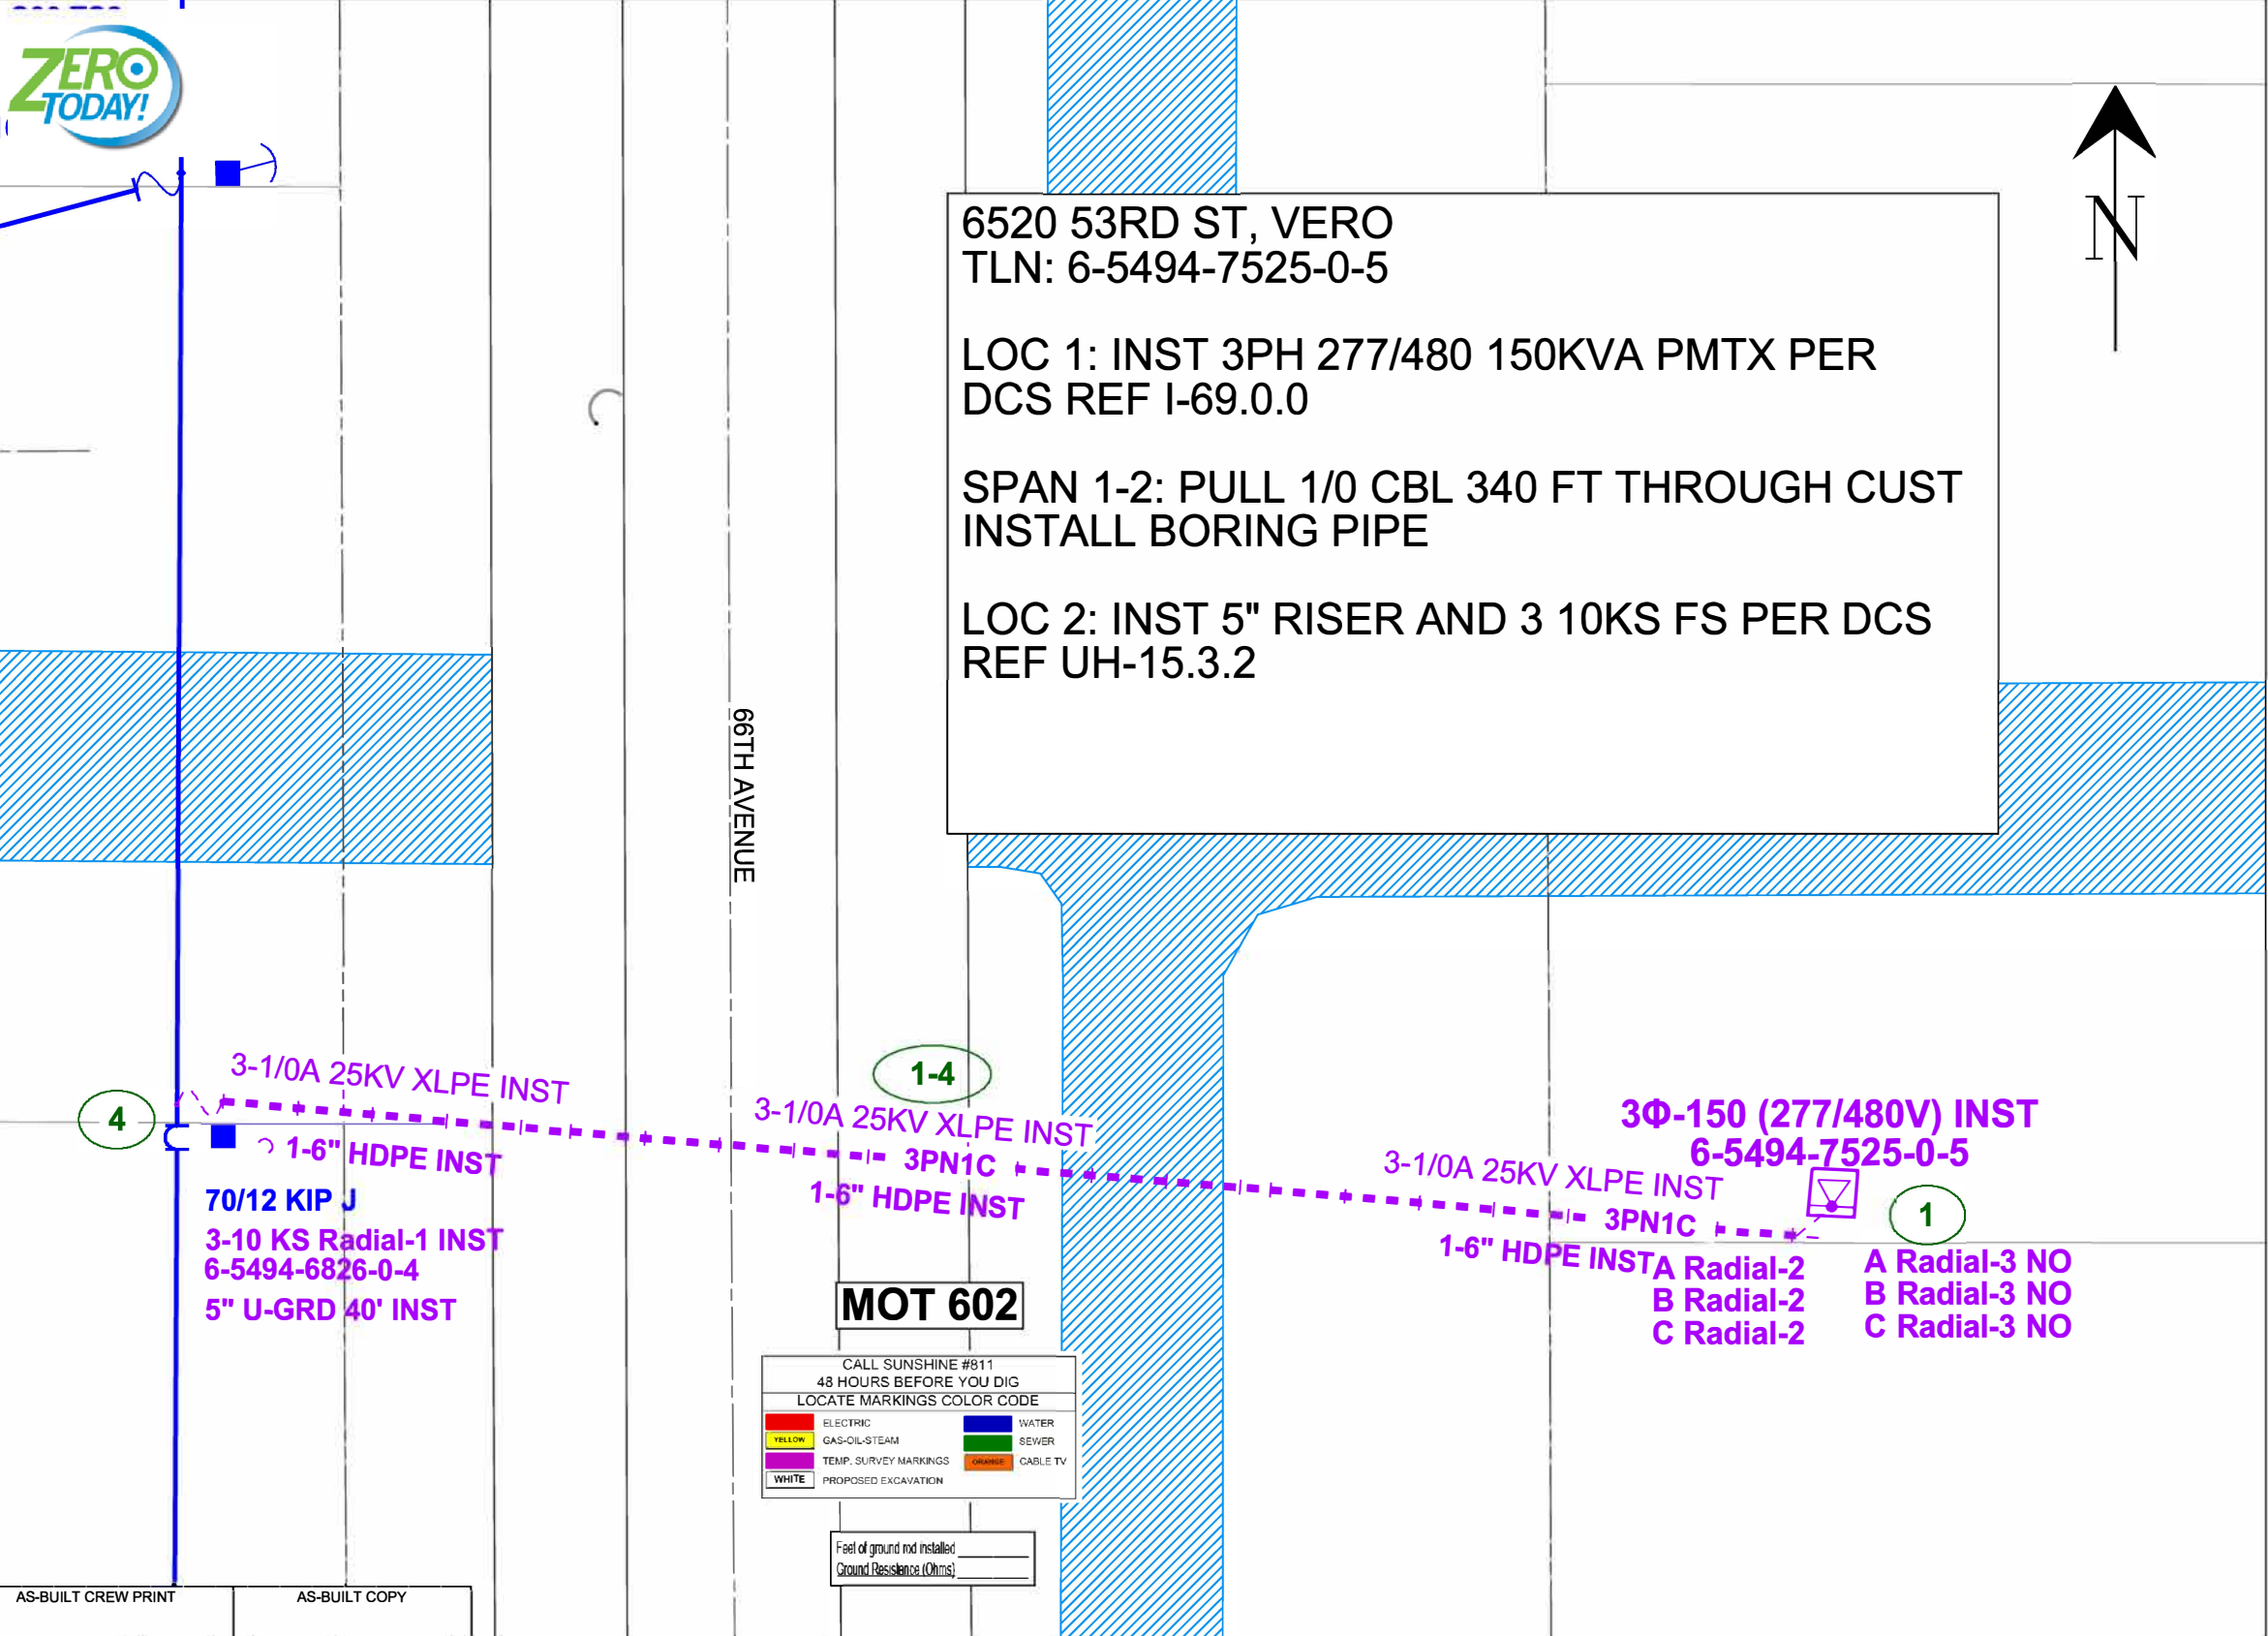 ZERO
TODAY!
N
6520 53RD ST, VERO
TLN: 6-5494-7525-0-5
LOC 1: INST 3PH 277/480 150KVA PMTX PER
DCS REF I-69.0.0
SPAN 1-2: PULL 1/0 CBL 340 FT THROUGH CUST
INSTALL BORING PIPE
LOC 2: INST 5" RISER AND 3 10KS FS PER DCS
REF UH-15.3.2
66TH AVENUE
4
3-1/0A 25KV XLPE INST
1-6" HDPE INST
70/12 KIP J
3-10 KS Radial-1 INST
6-5494-6826-0-4
5" U-GRD 40' INST
1-4
3-1/0A 25KV XLPE INST
3PN1C
1-6" HDPE INST
3Φ-150 (277/480V) INST
6-5494-7525-0-5
3-1/0A 25KV XLPE INST
3PN1C
1-6" HDPE INST
1
A Radial-2
B Radial-2
C Radial-2
A Radial-3 NO
B Radial-3 NO
C Radial-3 NO
MOT 602
CALL SUNSHINE #811
48 HOURS BEFORE YOU DIG
LOCATE MARKINGS COLOR CODE
ELECTRIC
WATER
YELLOW GAS-OIL-STEAM
SEWER
TEMP. SURVEY MARKINGS
ORANGE CABLE TV
WHITE PROPOSED EXCAVATION
Feet of ground rod installed
Ground Resistence (Ohms)
AS-BUILT CREW PRINT
AS-BUILT COPY